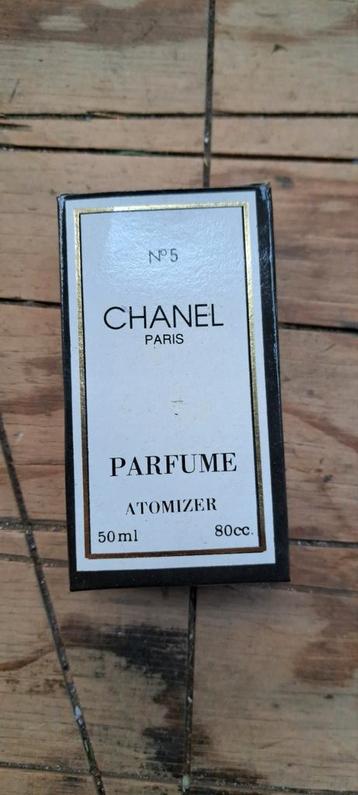 Nº5
CHANEL
PARIS
PARFUME
ATOMIZER
50ml 80cc.